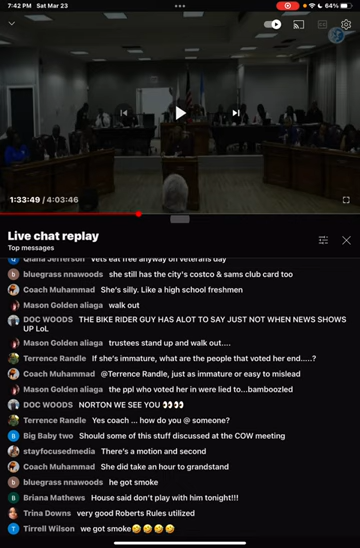 7:42 PM Sat Mar 23
64%
1:33:49 / 4:03:46
Live chat replay
Top messages
Qiana Jefferson vets eat free anyway on veterans day
bluegrass nnawoods she still has the city's costco & sams club card too
Coach Muhammad She's silly. Like a high school freshmen
Mason Golden aliaga walk out
DOC WOODS THE BIKE RIDER GUY HAS ALOT TO SAY JUST NOT WHEN NEWS SHOWS
UP LoL
Mason Golden aliaga trustees stand up and walk out....
Terrence Randle If she's immature, what are the people that voted her end.....?
Coach Muhammad @Terrence Randle, just as immature or easy to mislead
Mason Golden aliaga the ppl who voted her in were lied to...bamboozled
DOC WOODS NORTON WE SEE YOU 👀👀
Terrence Randle Yes coach ... how do you @ someone?
B Big Baby two Should some of this stuff discussed at the COW meeting
stayfocusedmedia There's a motion and second
Coach Muhammad She did take an hour to grandstand
b bluegrass nnawoods he got smoke
B Briana Mathews House said don't play with him tonight!!!
Trina Downs very good Roberts Rules utilized
T Tirrell Wilson we got smoke🤣🤣🤣🤣